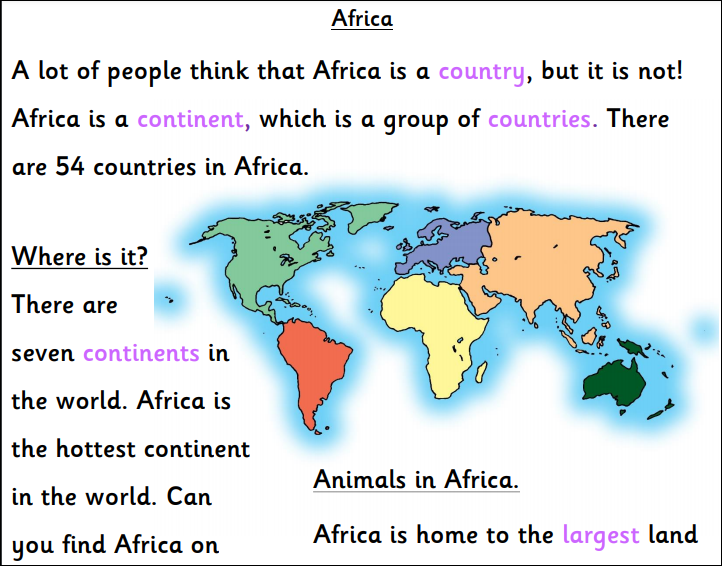 Africa
A lot of people think that Africa is a country, but it is not!
Africa is a continent, which is a group of countries. There
are 54 countries in Africa.
Where is it?
There are
seven continents in
the world. Africa is
the hottest continent
in the world. Can
you find Africa on
Animals in Africa.
Africa is home to the largest land